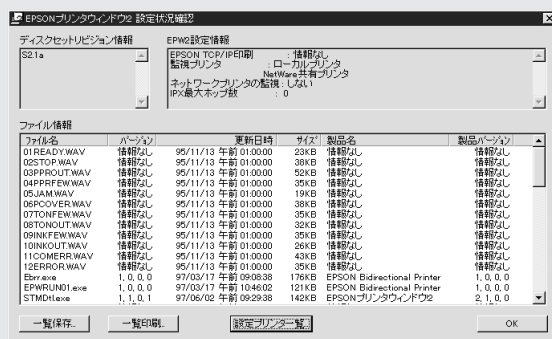 EPSONプリンタウィンドウ2 設定状況確認
ディスクセットリビジョン情報
S2.1a
EPW2設定情報
EPSON TCP/IP印刷 : 情報なし
監視プリンタ : ローカルプリンタ
NetWare共有プリンタ
ネットワークプリンタの監視 : しない
IPX最大ホップ数 : 0
ファイル情報
ファイル名 バージョン 更新日時 サイズ 製品名 製品バージョン
01READY.WAV 情報なし 95/11/13 午前 01:00:00 23KB 情報なし 情報なし
02STOP.WAV 情報なし 95/11/13 午前 01:00:00 38KB 情報なし 情報なし
03PPROUT.WAV 情報なし 95/11/13 午前 01:00:00 52KB 情報なし 情報なし
04PPRFEW.WAV 情報なし 95/11/13 午前 01:00:00 35KB 情報なし 情報なし
05JAM.WAV 情報なし 95/11/13 午前 01:00:00 19KB 情報なし 情報なし
06PCOVER.WAV 情報なし 95/11/13 午前 01:00:00 38KB 情報なし 情報なし
07TONFEW.WAV 情報なし 95/11/13 午前 01:00:00 35KB 情報なし 情報なし
08TONOUT.WAV 情報なし 95/11/13 午前 01:00:00 32KB 情報なし 情報なし
09INKFEW.WAV 情報なし 95/11/13 午前 01:00:00 35KB 情報なし 情報なし
10INKOUT.WAV 情報なし 95/11/13 午前 01:00:00 26KB 情報なし 情報なし
11COMERR.WAV 情報なし 95/11/13 午前 01:00:00 43KB 情報なし 情報なし
12ERROR.WAV 情報なし 95/11/13 午前 01:00:00 35KB 情報なし 情報なし
Ebrr.exe 1, 0, 0, 0 97/03/17 午前 09:08:38 176KB EPSON Bidirectional Printer 1, 0, 0, 0
EPWRUN01.exe 1, 0, 0, 0 97/03/17 午前 10:46:02 121KB EPSON Bidirectional Printer 1, 0, 0, 0
STMDtl.exe 1, 1, 0, 1 97/06/02 午前 09:29:38 142KB EPSONプリンタウィンドウ2 2, 1, 0, 0
一覧保存... 一覧印刷... 設定プリンタ一覧... OK